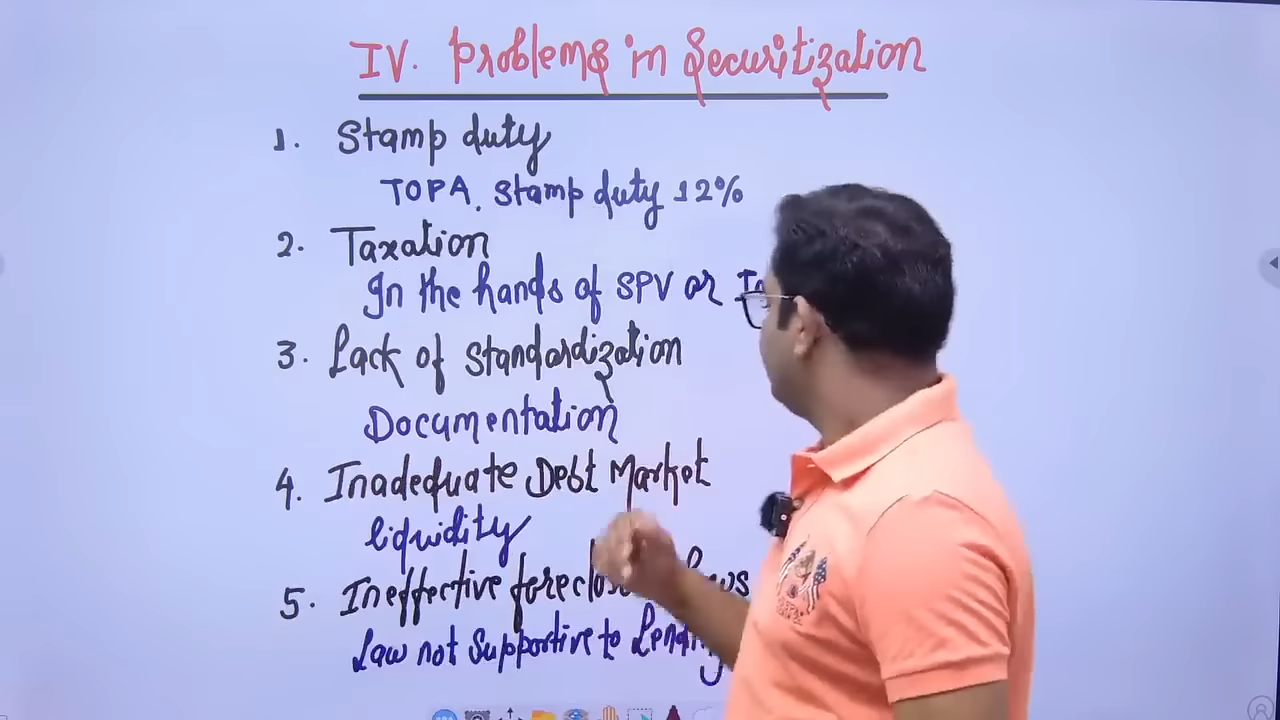 IV. Problems in Securitization
1. Stamp duty
TOPA. Stamp duty 12%
2. Taxation
In the hands of SPV or
3. Lack of Standardization
Documentation
4. Inadequate Debt Market
liquidity
5. Ineffective
Law not Supportive to